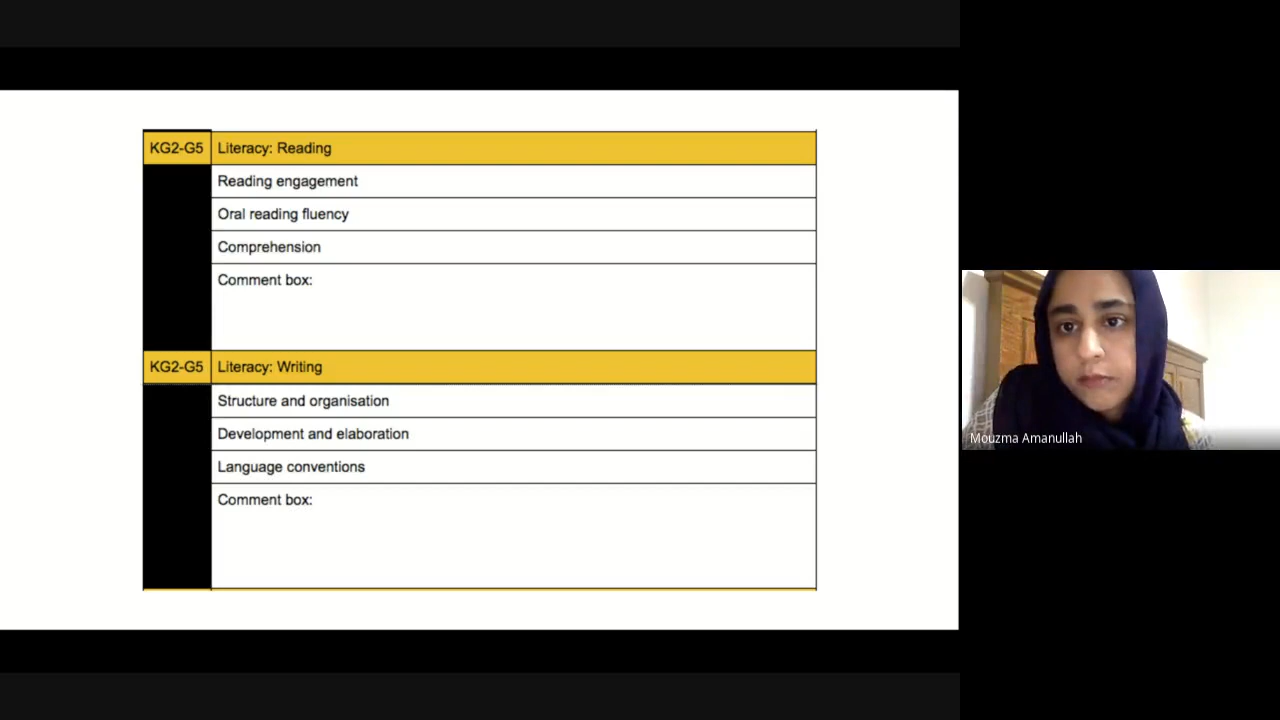 KG2-G5 Literacy: Reading
Reading engagement
Oral reading fluency
Comprehension
Comment box:
KG2-G5 Literacy: Writing
Structure and organisation
Development and elaboration
Language conventions
Comment box:
Mouzma Amanullah